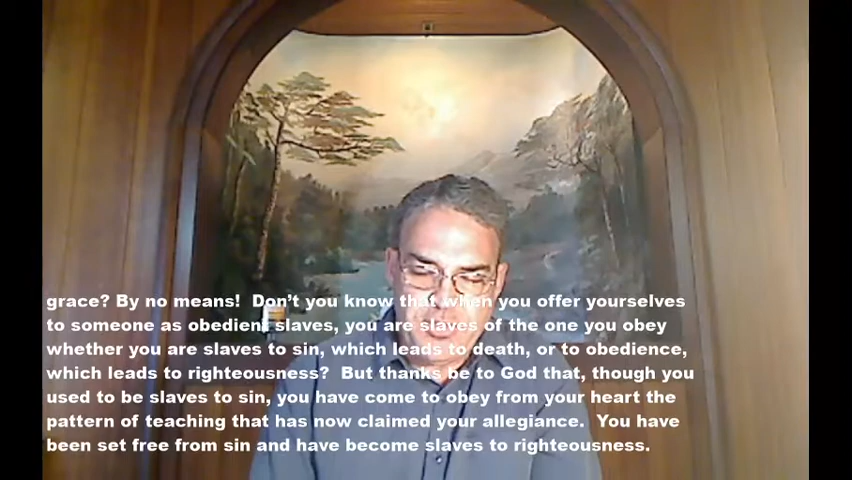 grace? By no means!  Don't you know that when you offer yourselves
to someone as obedient slaves, you are slaves of the one you obey
whether you are slaves to sin, which leads to death, or to obedience,
which leads to righteousness?  But thanks be to God that, though you
used to be slaves to sin, you have come to obey from your heart the
pattern of teaching that has now claimed your allegiance.  You have
been set free from sin and have become slaves to righteousness.